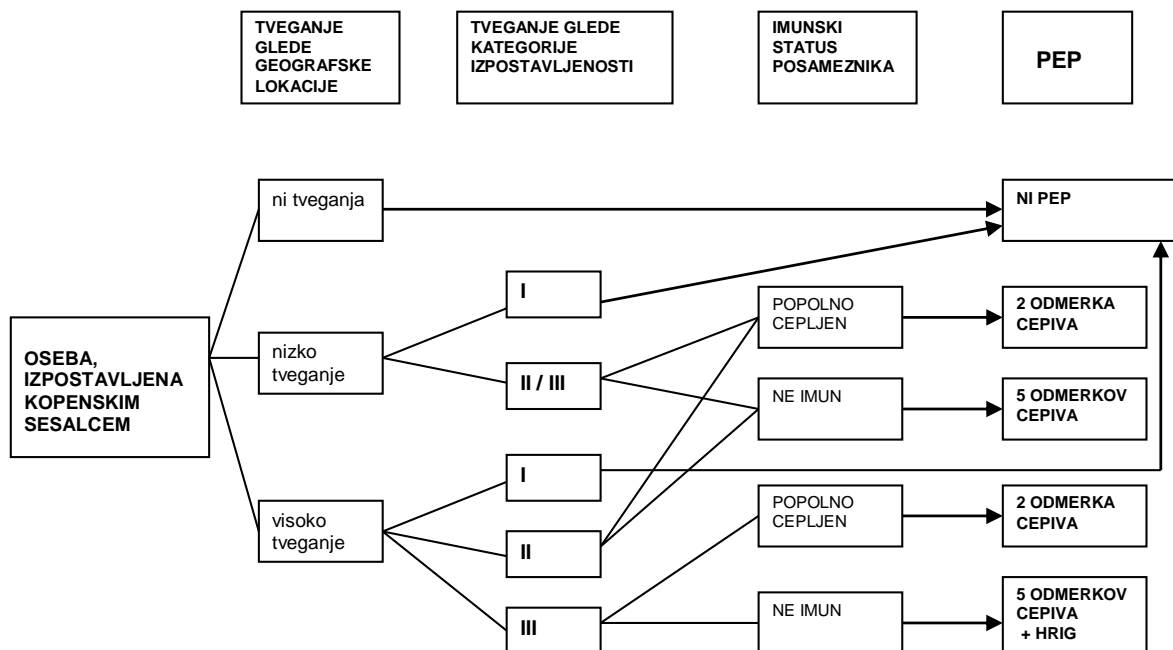 TVEGANJE
GLEDE
GEOGRAFSKE
LOKACIJE
TVEGANJE GLEDE
KATEGORIJE
IZPOSTAVLJENOSTI
IMUNSKI
STATUS
POSAMEZNIKA
PEP
OSEBA,
IZPOSTAVLJENA
KOPENSKIM
SESALCEM
ni tveganja
NI PEP
nizko
tveganje
I
II / III
POPOLNO
CEPLJEN
2 ODMERKA
CEPIVA
NE IMUN
5 ODMERKOV
CEPIVA
visoko
tveganje
I
II
III
POPOLNO
CEPLJEN
2 ODMERKA
CEPIVA
NE IMUN
5 ODMERKOV
CEPIVA
+ HRIG